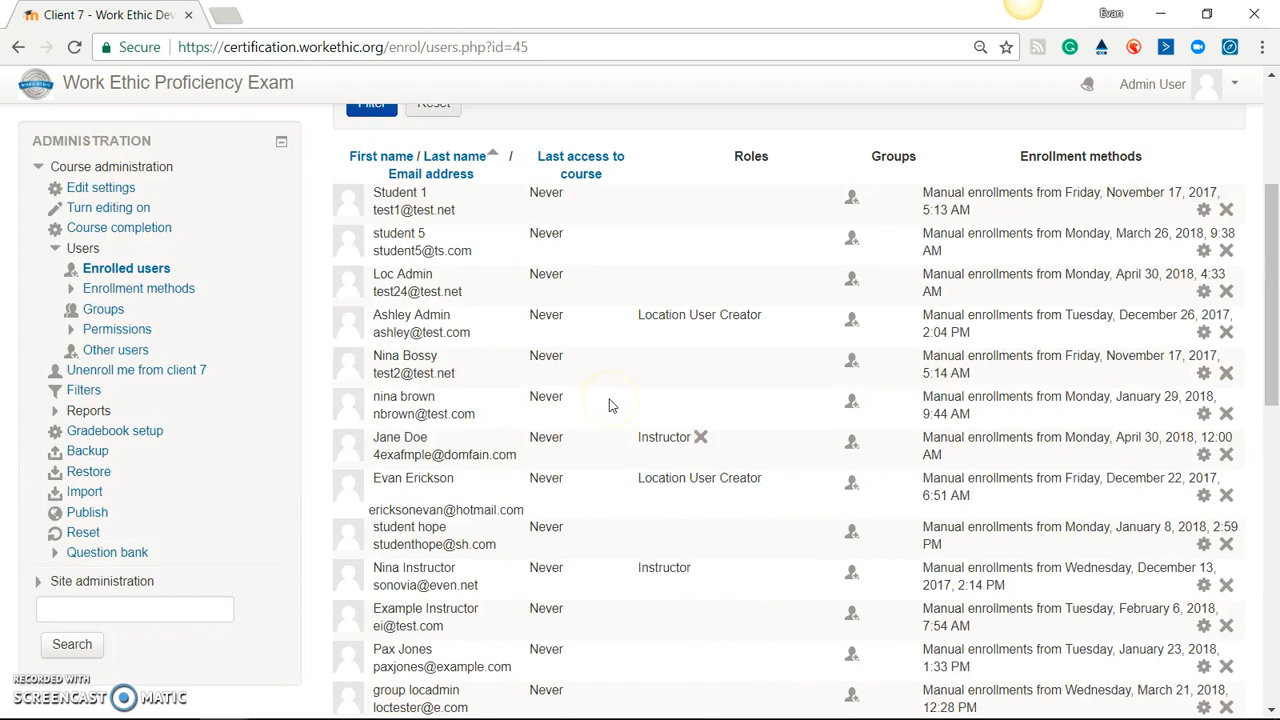 Client 7 - Work Ethic Dev
Evan
Secure
https://certification.workethic.org/enrol/users.php?id=45
Work Ethic Proficiency Exam
Admin User
Filter
Reset
ADMINISTRATION
Course administration
Edit settings
Turn editing on
Course completion
Users
Enrolled users
Enrollment methods
Groups
Permissions
Other users
Unenroll me from client 7
Filters
Reports
Gradebook setup
Backup
Restore
Import
Publish
Reset
Question bank
Site administration
Search
First name / Last name /
Email address
Last access to
course
Roles
Groups
Enrollment methods
Student 1
test1@test.net
Never
Manual enrollments from Friday, November 17, 2017,
5:13 AM
student 5
student5@ts.com
Never
Manual enrollments from Monday, March 26, 2018, 9:38
AM
Loc Admin
test24@test.net
Never
Manual enrollments from Monday, April 30, 2018, 4:33
AM
Ashley Admin
ashley@test.com
Never
Location User Creator
Manual enrollments from Tuesday, December 26, 2017,
2:04 PM
Nina Bossy
test2@test.net
Never
Manual enrollments from Friday, November 17, 2017,
5:14 AM
nina brown
nbrown@test.com
Never
Manual enrollments from Monday, January 29, 2018,
9:44 AM
Jane Doe
4exafmple@domfain.com
Never
Instructor
Manual enrollments from Monday, April 30, 2018, 12:00
AM
Evan Erickson
ericksonevan@hotmail.com
Never
Location User Creator
Manual enrollments from Friday, December 22, 2017,
6:51 AM
student hope
studenthope@sh.com
Never
Manual enrollments from Monday, January 8, 2018, 2:59
PM
Nina Instructor
sonovia@even.net
Never
Instructor
Manual enrollments from Wednesday, December 13,
2017, 2:14 PM
Example Instructor
ei@test.com
Never
Manual enrollments from Tuesday, February 6, 2018,
7:54 AM
Pax Jones
paxjones@example.com
Never
Manual enrollments from Tuesday, January 23, 2018,
1:33 PM
group locadmin
loctester@e.com
Never
Manual enrollments from Wednesday, March 21, 2018,
12:28 PM
RECORDED WITH
SCREENCAST MATIC